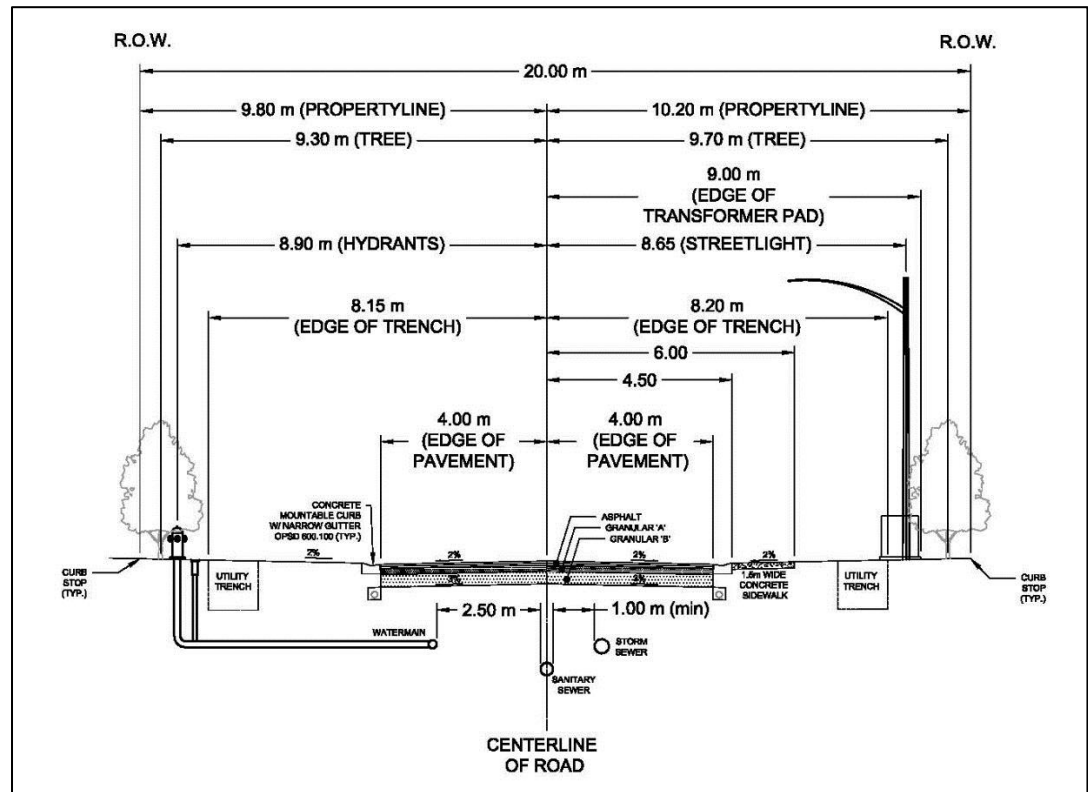 R.O.W.
R.O.W.
20.00 m
9.80 m (PROPERTYLINE)
10.20 m (PROPERTYLINE)
9.30 m (TREE)
9.70 m (TREE)
9.00 m
(EDGE OF
TRANSFORMER PAD)
8.90 m (HYDRANTS)
8.65 (STREETLIGHT)
8.15 m
(EDGE OF TRENCH)
8.20 m
(EDGE OF TRENCH)
6.00
4.50
4.00 m
(EDGE OF
PAVEMENT)
4.00 m
(EDGE OF
PAVEMENT)
CONCRETE
MOUNTABLE CURB
W/ NARROW GUTTER
OPSD 600.100 (TYP.)
ASPHALT
GRANULAR 'A'
GRANULAR 'B'
2%
2%
2%
2%
3%
3%
CURB
STOP
(TYP.)
UTILITY
TRENCH
1.5m WIDE
CONCRETE
SIDEWALK
UTILITY
TRENCH
CURB
STOP
(TYP.)
2.50 m
1.00 m (min)
WATERMAIN
STORM
SEWER
SANITARY
SEWER
CENTERLINE
OF ROAD